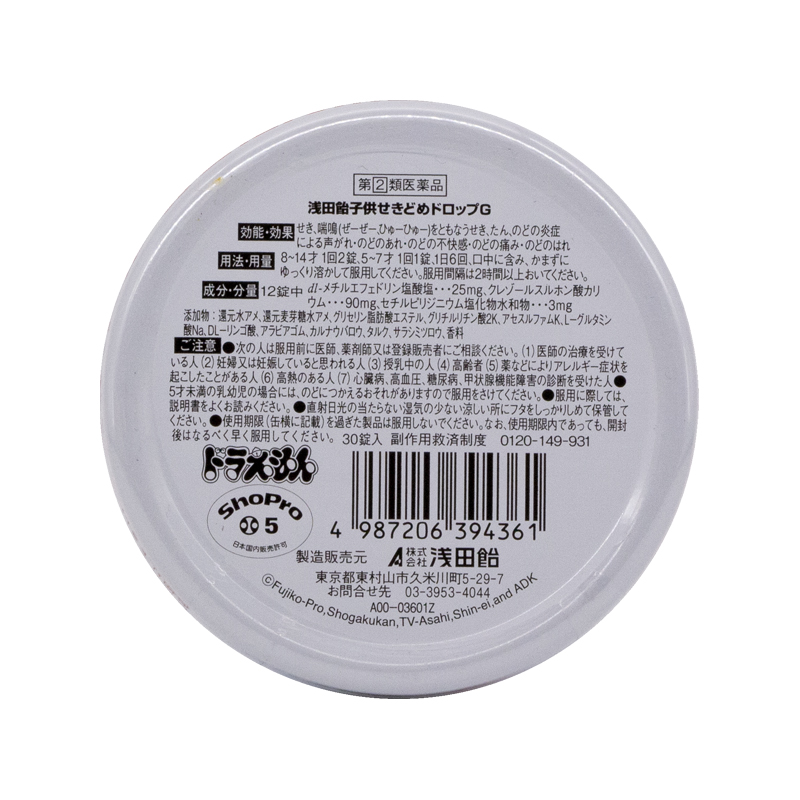 第②類医薬品
浅田飴子供せきどめドロップG
効能・効果 せき、喘鳴(ぜーぜー、ひゅーひゅー)をともなうせき、たん、のどの炎症
による声がれ・のどのあれ・のどの不快感・のどの痛み・のどのはれ
用法・用量 8~14才 1回2錠、5~7才 1回1錠、1日6回、口中に含み、かまずに
ゆっくり溶かして服用してください。服用間隔は2時間以上おいてください。
成分・分量 12錠中 dl-メチルエフェドリン塩酸塩・・・25mg、クレゾールスルホン酸カリ
ウム・・・90mg、セチルピリジニウム塩化物水和物・・・3mg
添加物:還元水アメ、還元麦芽糖水アメ、グリセリン脂肪酸エステル、グリチルリチン酸2K、アセスルファムK、L-グルタミン
酸Na、DL-リンゴ酸、アラビアゴム、カルナウバロウ、タルク、サラシミツロウ、香料
ご注意 ●次の人は服用前に医師、薬剤師又は登録販売者にご相談ください。(1)医師の治療を受けて
いる人(2)妊婦又は妊娠していると思われる人(3)授乳中の人(4)高齢者(5)薬などによりアレルギー症状を
起こしたことがある人(6)高熱のある人(7)心臓病、高血圧、糖尿病、甲状腺機能障害の診断を受けた人●
5才未満の乳幼児の場合には、のどにつかえるおそれがありますので服用をさけてください。●服用に際しては、
説明書をよくお読みください。●直射日光の当たらない湿気の少ない涼しい所にフタをしっかりしめて保管して
ください。●使用期限(缶横に記載)を過ぎた製品は服用しないでください。なお、使用期限内であっても、開封
後はなるべく早く服用してください。 30錠入 副作用救済制度 0120-149-931
ドラえもん
ShoPro
5
日本国内販売許可
4 987206 394361
製造販売元 株式会社 浅田飴
東京都東村山市久米川町5-29-7
お問合せ先 03-3953-4044
A00-03601Z
©Fujiko-Pro,Shogakukan,TV-Asahi,Shin-ei,and ADK